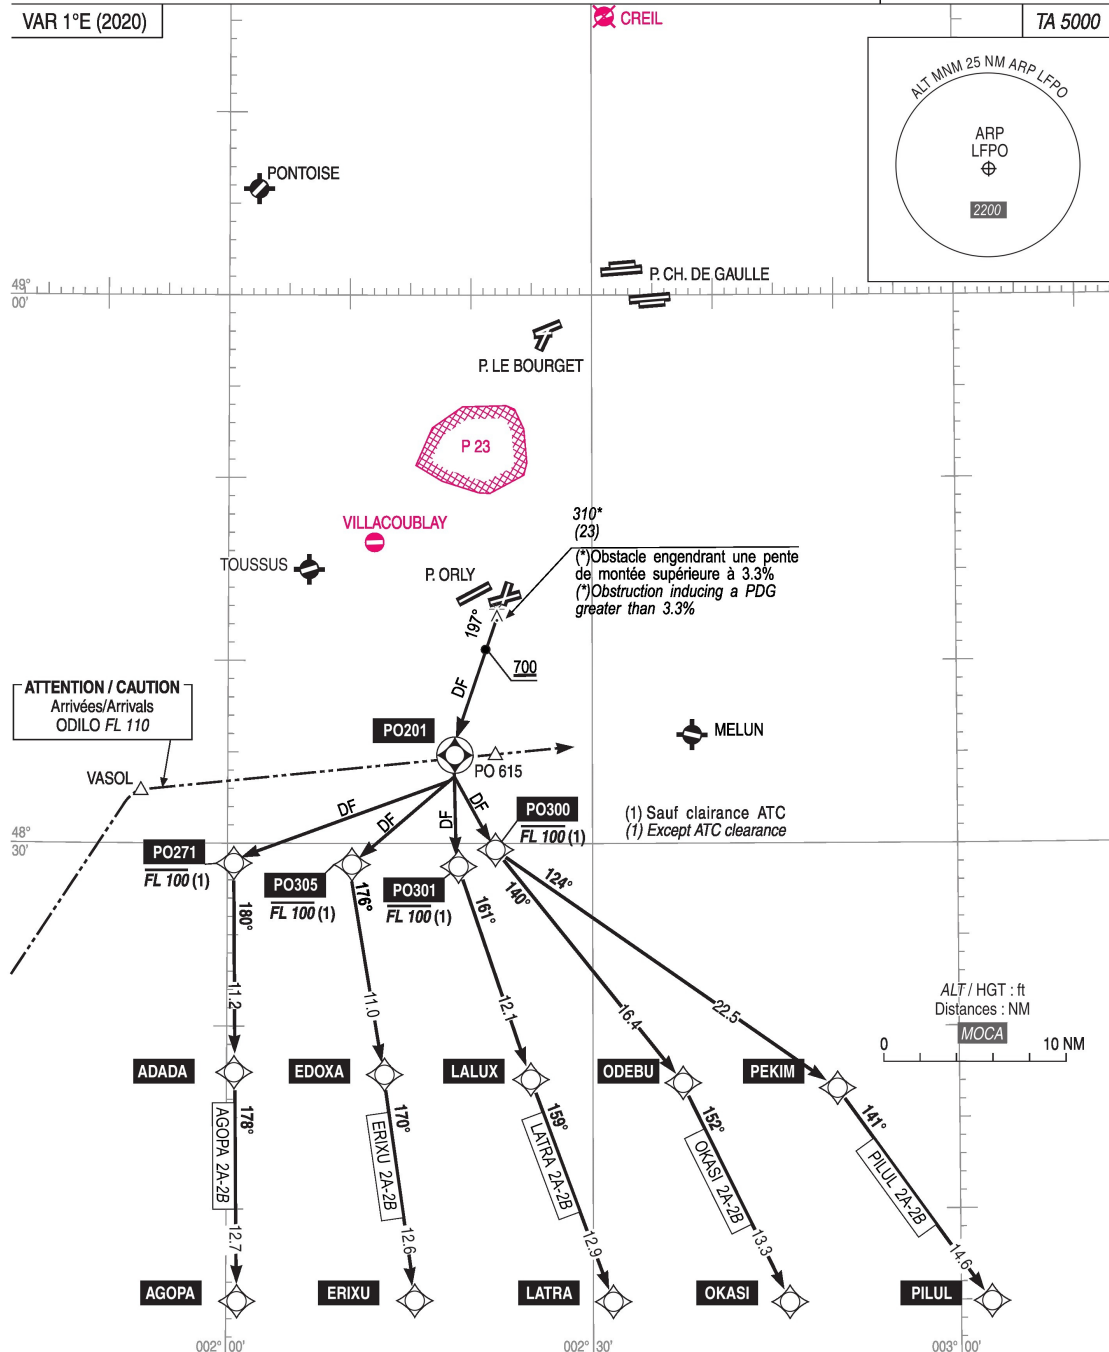 VAR 1°E (2020)
CREIL
TA 5000
ALT MNM 25 NM ARP LFPO
ARP
LFPO
2200
PONTOISE
P. CH. DE GAULLE
49°
00'
P. LE BOURGET
P 23
VILLACOUBLAY
TOUSSUS
P. ORLY
310*
(23)
(*)Obstacle engendrant une pente
de montée supérieure à 3.3%
(*)Obstruction inducing a PDG
greater than 3.3%
197°
700
DF
ATTENTION / CAUTION
Arrivées/Arrivals
ODILO FL 110
PO201
MELUN
VASOL
PO 615
DF
DF
DF
DF
PO300
FL 100 (1)
(1) Sauf clairance ATC
(1) Except ATC clearance
48°
30'
PO271
FL 100 (1)
PO305
FL 100 (1)
PO301
FL 100 (1)
180°
176°
161°
140°
124°
11.2
11.0
12.1
16.4
22.5
ALT / HGT : ft
Distances : NM
MOCA
0 10 NM
ADADA
EDOXA
LALUX
ODEBU
PEKIM
178°
170°
159°
152°
141°
AGOPA 2A-2B
ERIXU 2A-2B
LATRA 2A-2B
OKASI 2A-2B
PILUL 2A-2B
12.7
12.6
12.9
13.3
14.6
AGOPA
ERIXU
LATRA
OKASI
PILUL
002° 00'
002° 30'
003° 00'